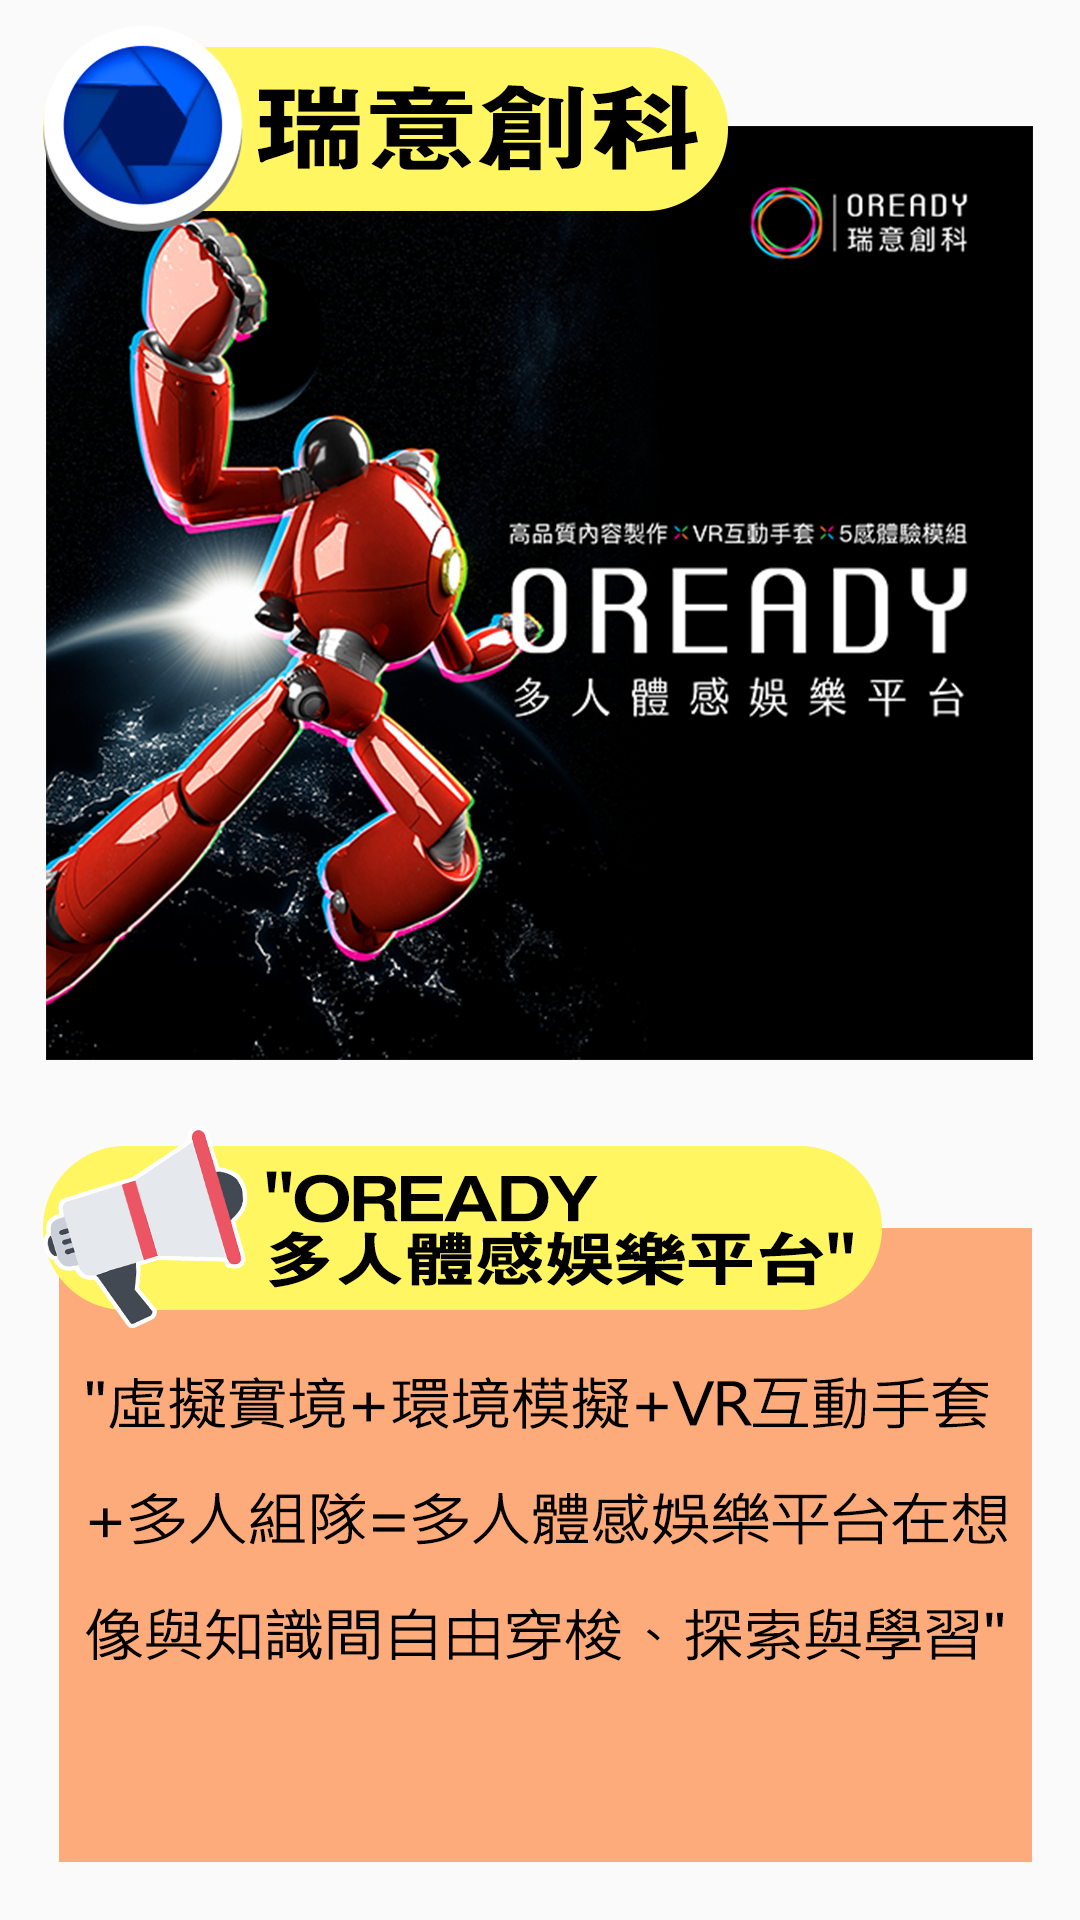 瑞意創科
OREADY
瑞意創科
高品質內容製作×VR互動手套×5感體驗模組
OREADY
多人體感娛樂平台
"OREADY
多人體感娛樂平台"
"虛擬實境+環境模擬+VR互動手套
+多人組隊=多人體感娛樂平台在想
像與知識間自由穿梭、探索與學習"